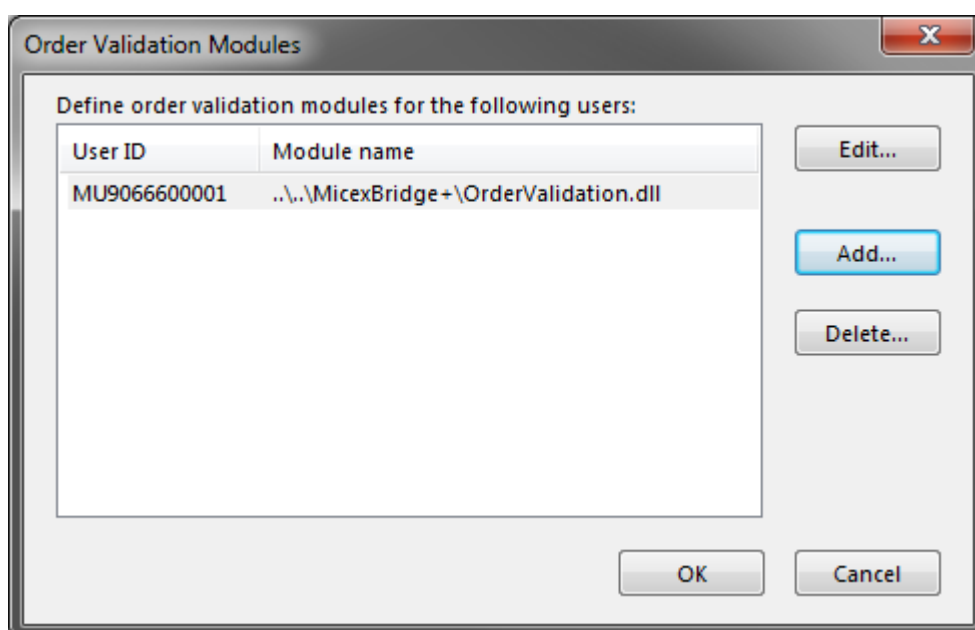 Order Validation Modules
Define order validation modules for the following users:
User ID Module name
MU9066600001 ..\..\MicexBridge+\OrderValidation.dll
Edit...
Add...
Delete...
OK Cancel